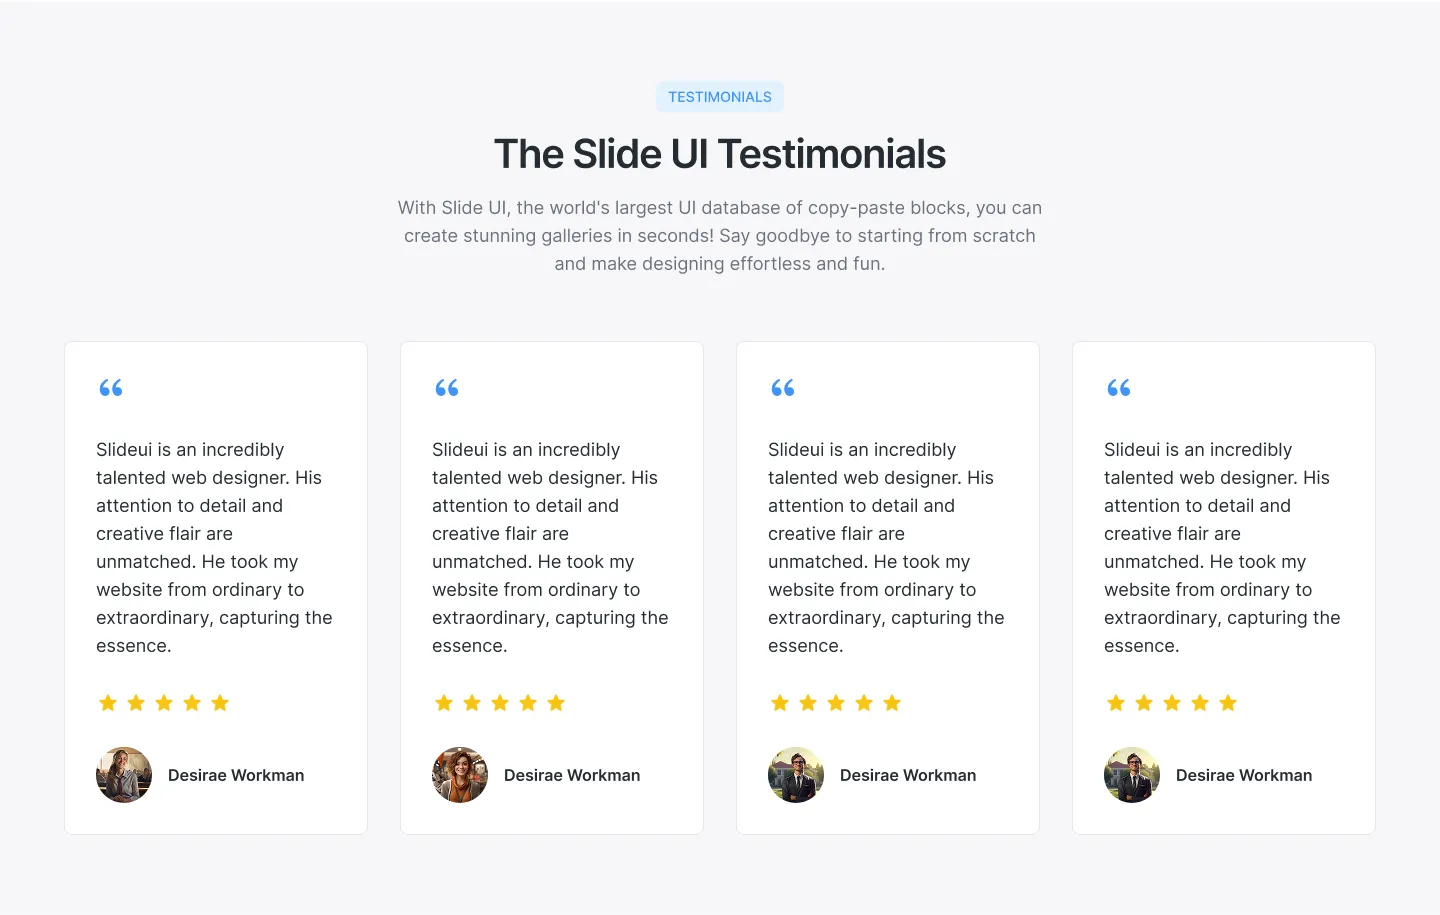 TESTIMONIALS
The Slide UI Testimonials
With Slide UI, the world's largest UI database of copy-paste blocks, you can
create stunning galleries in seconds! Say goodbye to starting from scratch
and make designing effortless and fun.
“
Slideui is an incredibly
talented web designer. His
attention to detail and
creative flair are
unmatched. He took my
website from ordinary to
extraordinary, capturing the
essence.
Desirae Workman
“
Slideui is an incredibly
talented web designer. His
attention to detail and
creative flair are
unmatched. He took my
website from ordinary to
extraordinary, capturing the
essence.
Desirae Workman
“
Slideui is an incredibly
talented web designer. His
attention to detail and
creative flair are
unmatched. He took my
website from ordinary to
extraordinary, capturing the
essence.
Desirae Workman
“
Slideui is an incredibly
talented web designer. His
attention to detail and
creative flair are
unmatched. He took my
website from ordinary to
extraordinary, capturing the
essence.
Desirae Workman